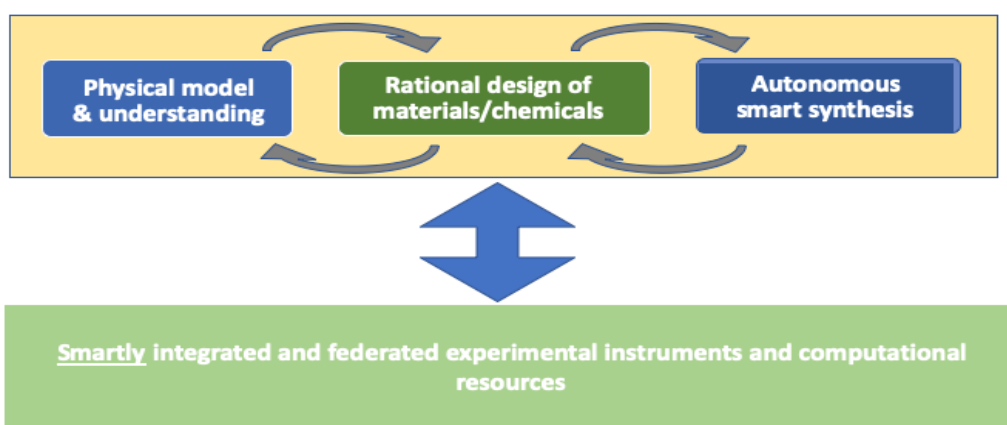 Physical model
& understanding
Rational design of
materials/chemicals
Autonomous
smart synthesis
Smartly integrated and federated experimental instruments and computational
resources